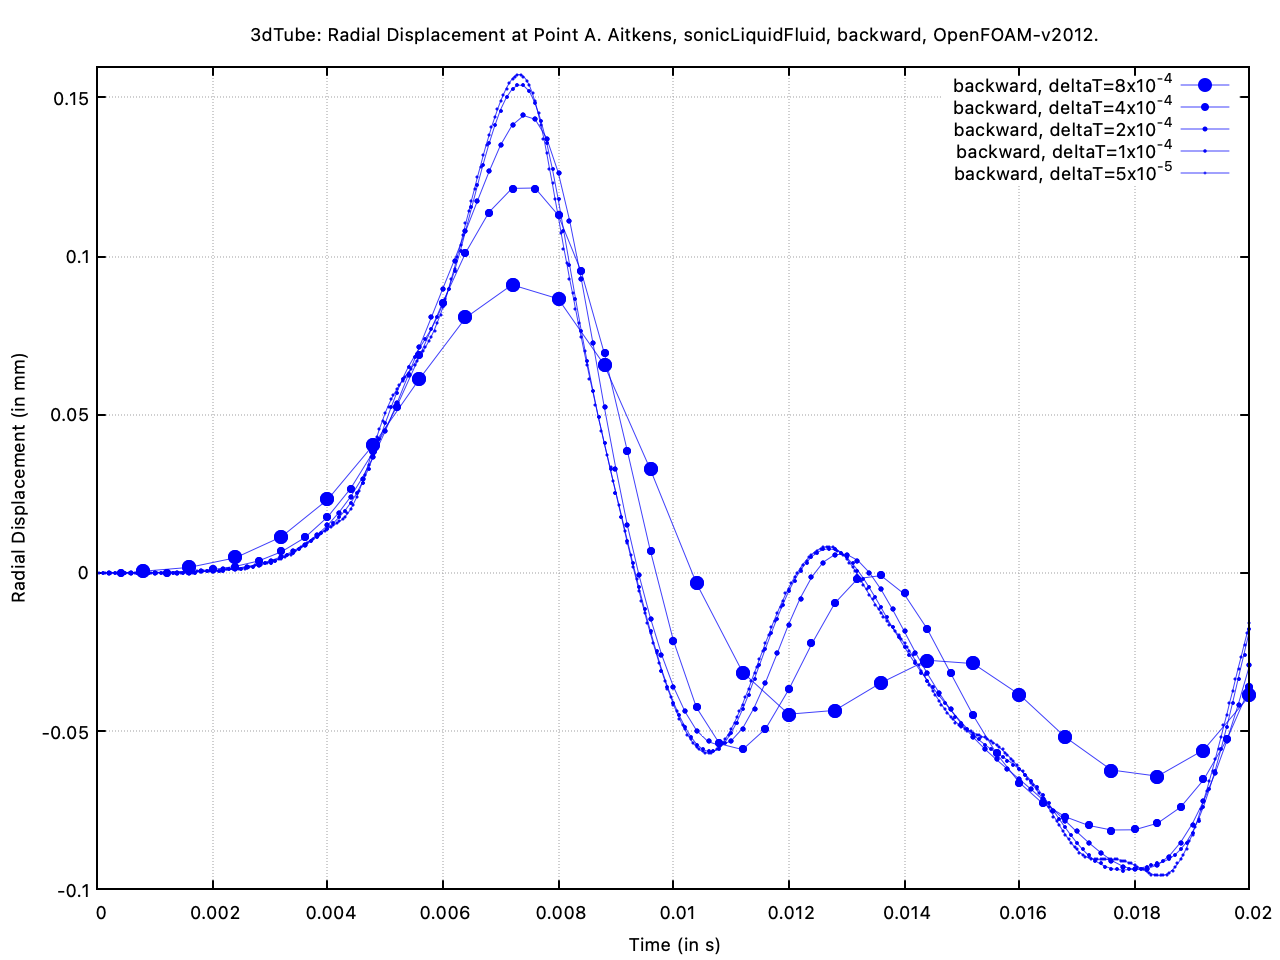 3dTube: Radial Displacement at Point A. Aitkens, sonicLiquidFluid, backward, OpenFOAM-v2012.
backward, deltaT=8x10⁻⁴
backward, deltaT=4x10⁻⁴
backward, deltaT=2x10⁻⁴
backward, deltaT=1x10⁻⁴
backward, deltaT=5x10⁻⁵
0.15
0.1
0.05
0
-0.05
-0.1
Radial Displacement (in mm)
0 0.002 0.004 0.006 0.008 0.01 0.012 0.014 0.016 0.018 0.02
Time (in s)